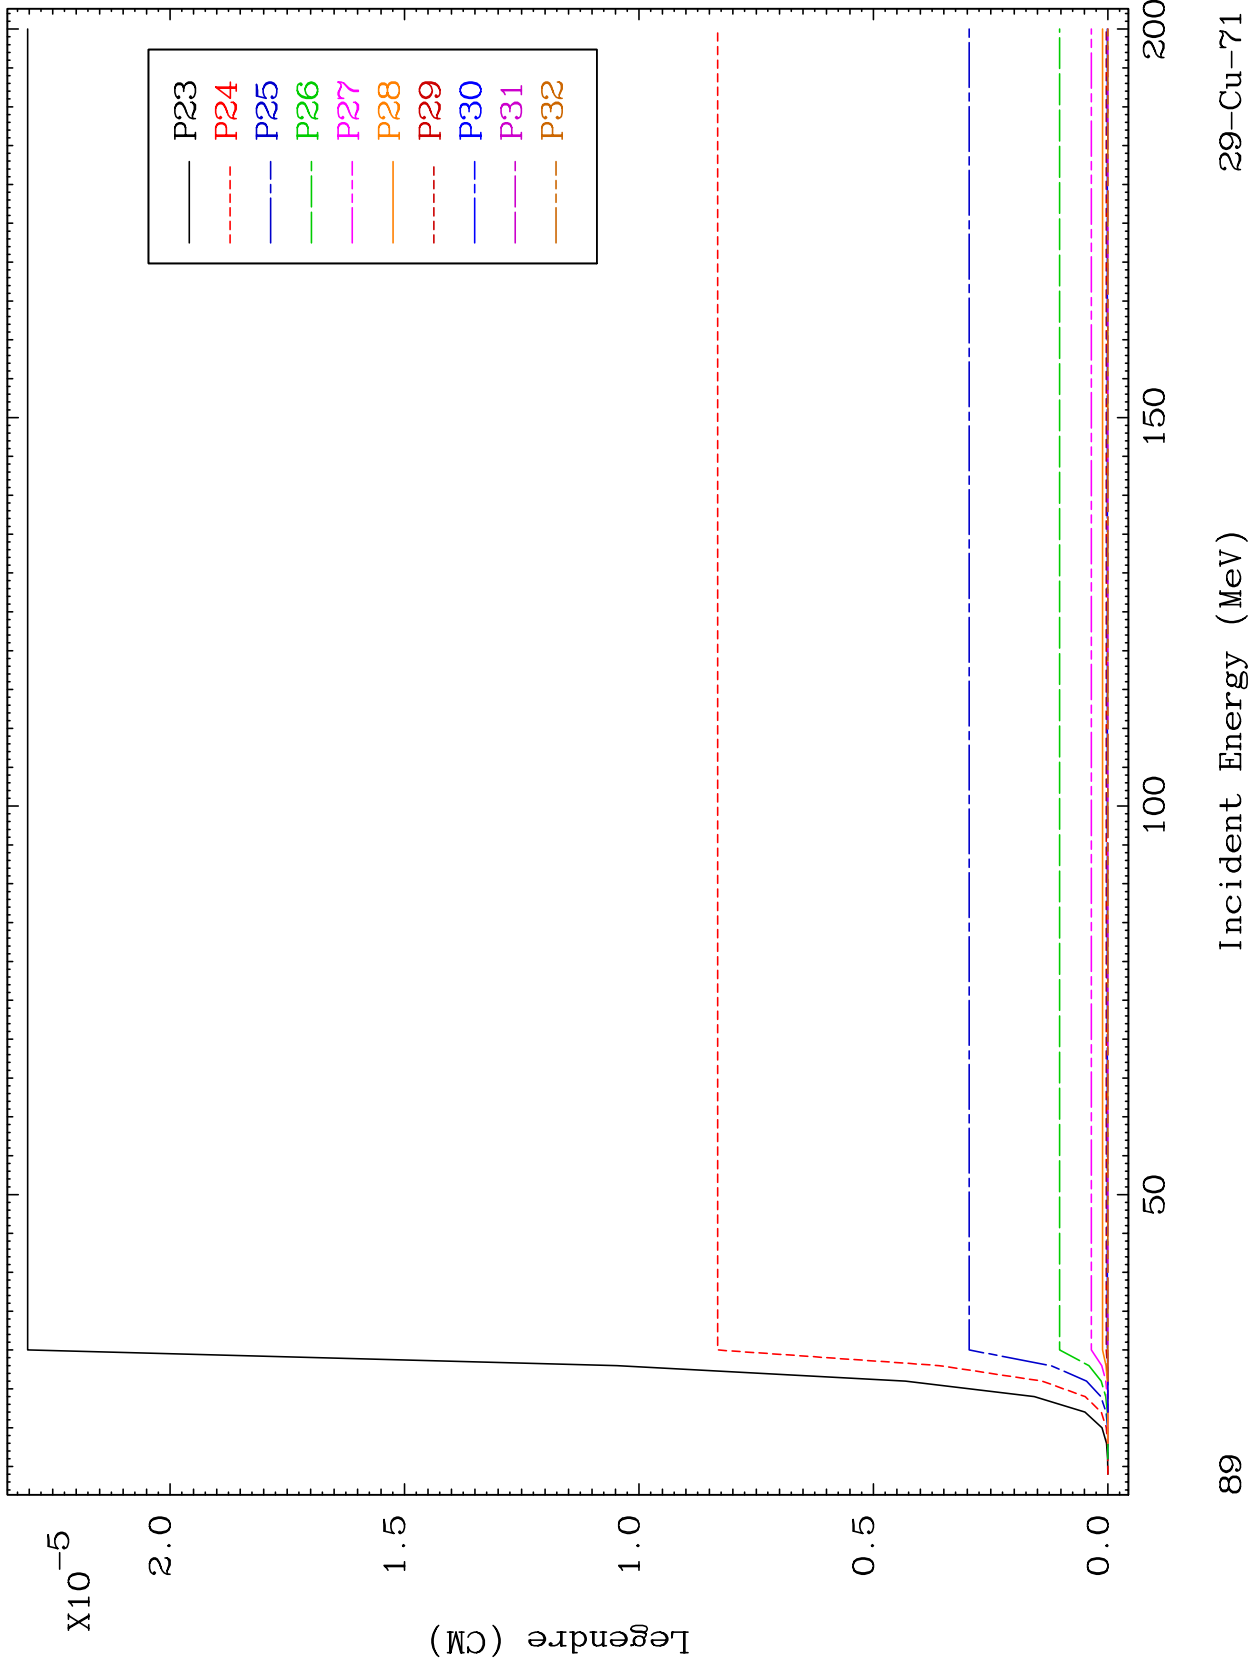 X10-5
2.0
1.5
1.0
0.5
0.0
Legendre (CM)
P23
P24
P25
P26
P27
P28
P29
P30
P31
P32
50
100
150
200
Incident Energy (MeV)
89
29-Cu-71